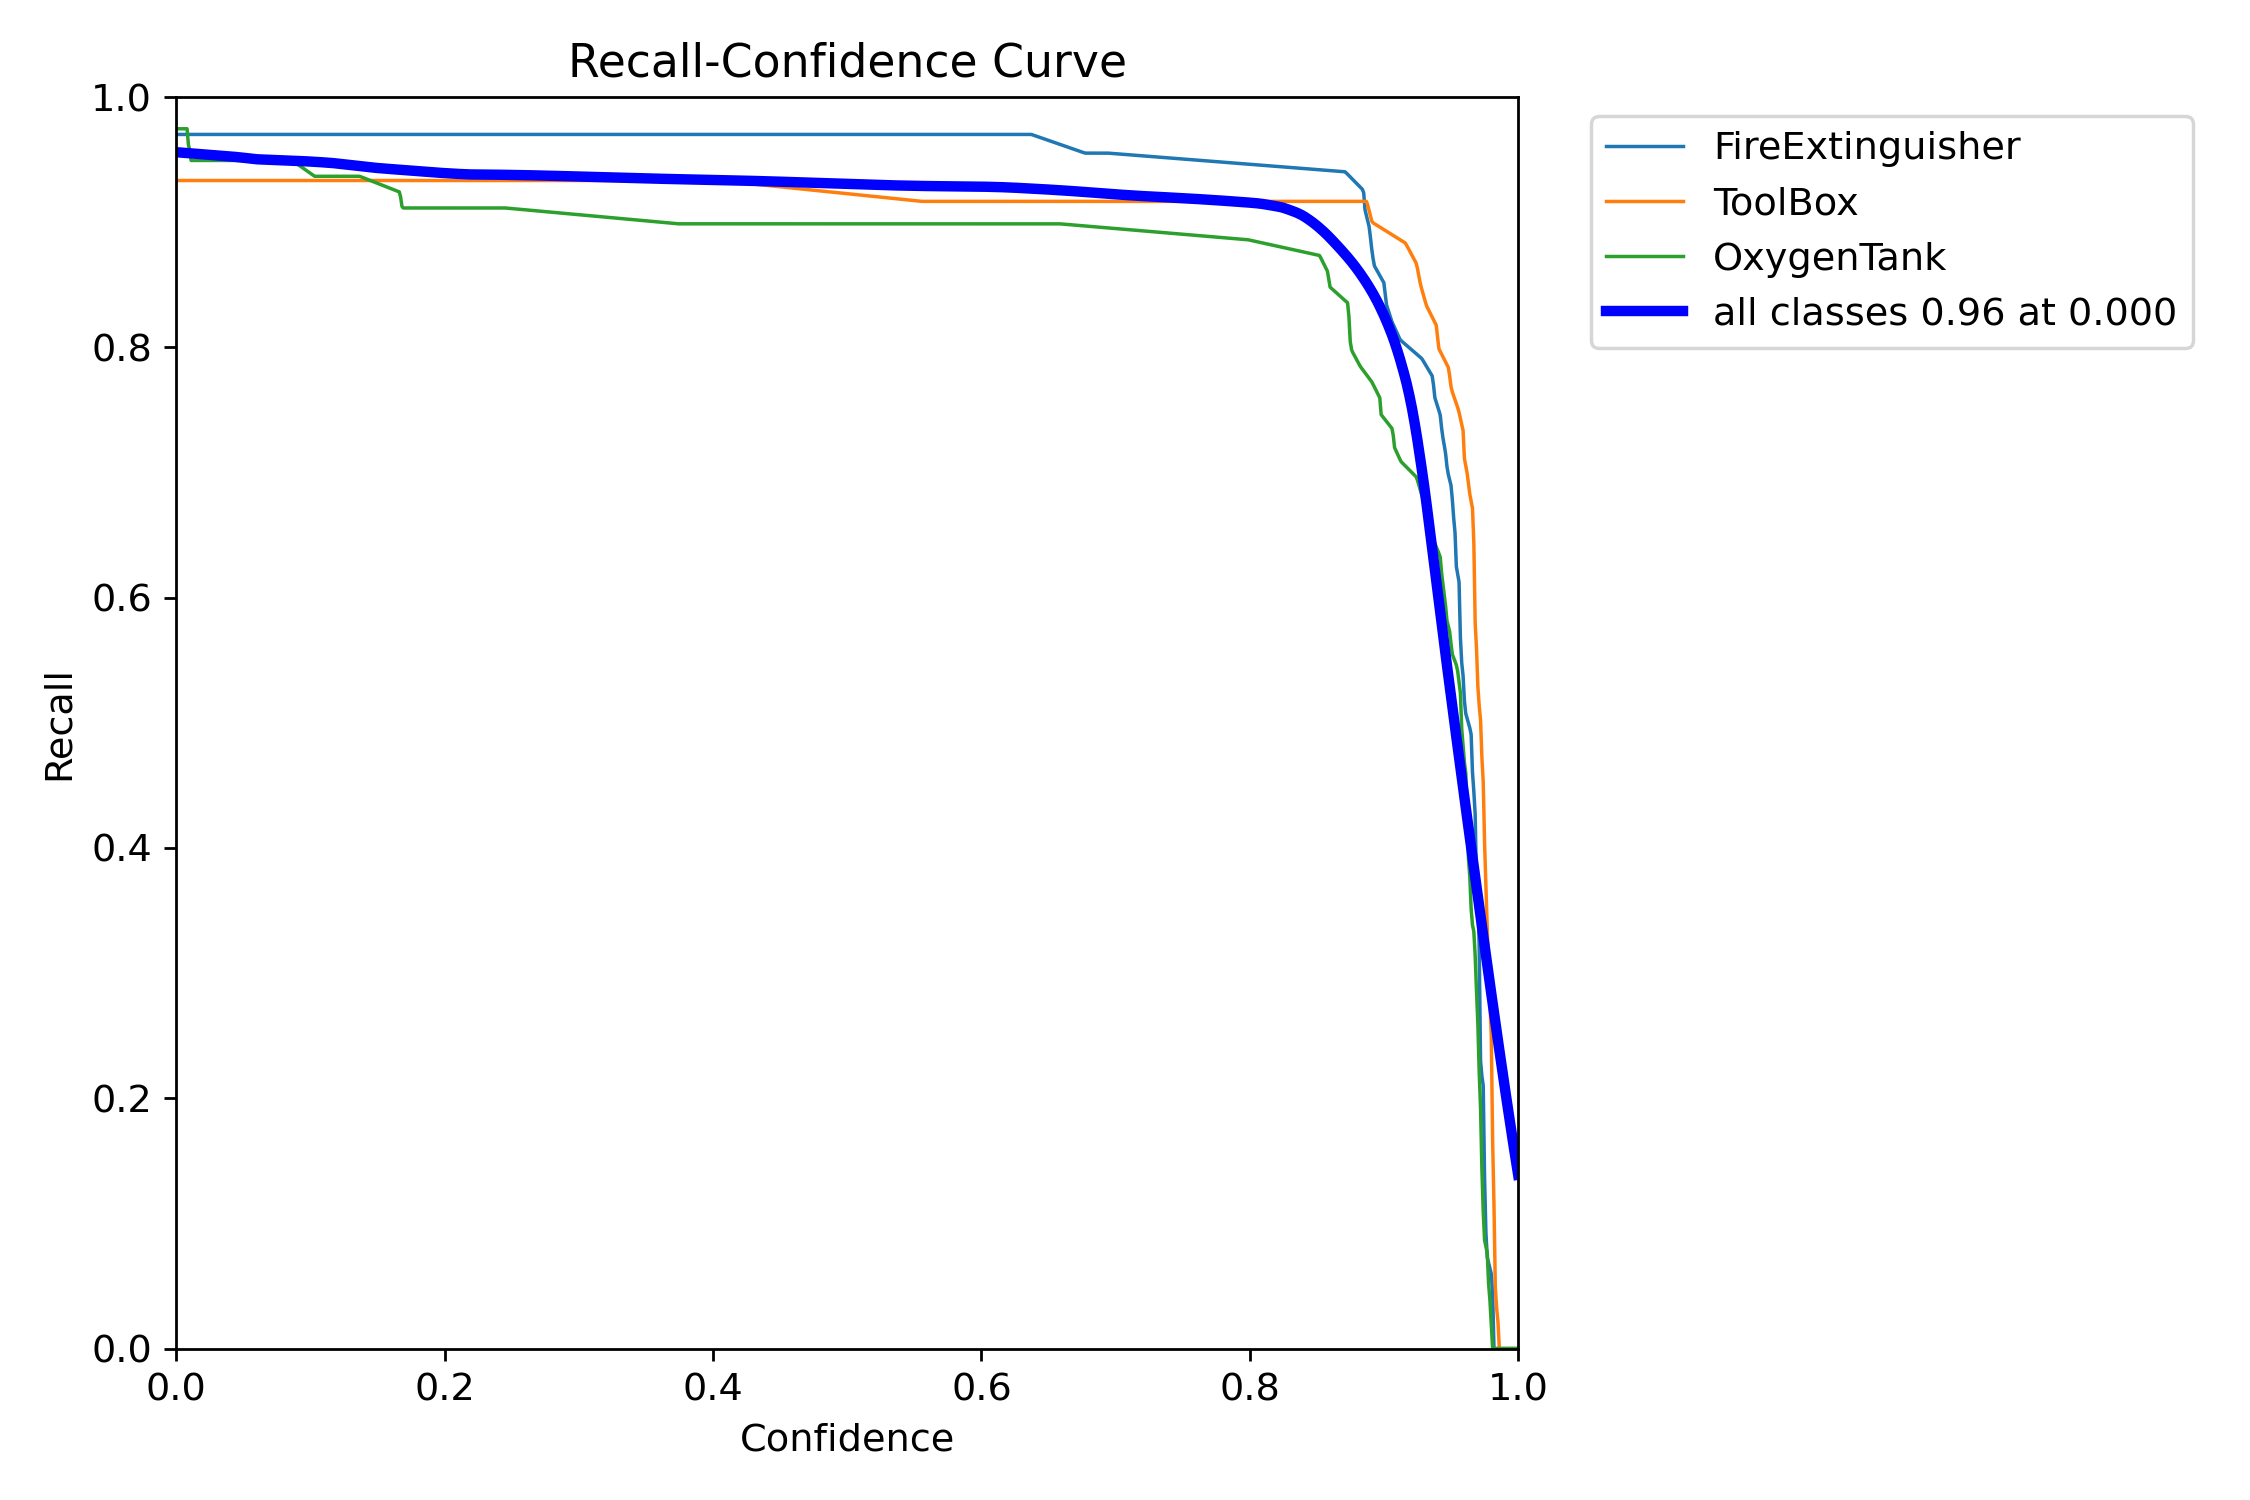 Recall-Confidence Curve
1.0
0.8
0.6
0.4
0.2
0.0
Recall
0.0 0.2 0.4 0.6 0.8 1.0
Confidence
FireExtinguisher
ToolBox
OxygenTank
all classes 0.96 at 0.000